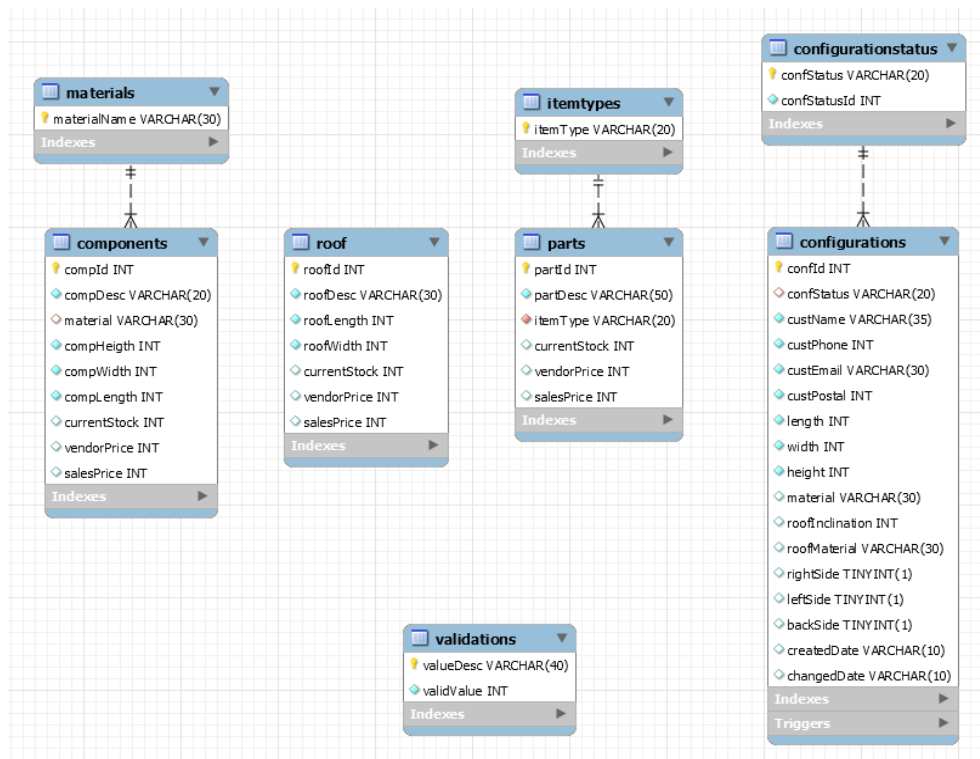 materials
materialName VARCHAR(30)
Indexes
itemtypes
itemType VARCHAR(20)
Indexes
configurationstatus
confStatus VARCHAR(20)
confStatusId INT
Indexes
components
compId INT
compDesc VARCHAR(20)
material VARCHAR(30)
compHeigth INT
compWidth INT
compLength INT
currentStock INT
vendorPrice INT
salesPrice INT
Indexes
roof
roofId INT
roofDesc VARCHAR(30)
roofLength INT
roofWidth INT
currentStock INT
vendorPrice INT
salesPrice INT
Indexes
parts
partId INT
partDesc VARCHAR(50)
itemType VARCHAR(20)
currentStock INT
vendorPrice INT
salesPrice INT
Indexes
configurations
confId INT
confStatus VARCHAR(20)
custName VARCHAR(35)
custPhone INT
custEmail VARCHAR(30)
custPostal INT
length INT
width INT
height INT
material VARCHAR(30)
roofInclination INT
roofMaterial VARCHAR(30)
rightSide TINYINT(1)
leftSide TINYINT(1)
backSide TINYINT(1)
createdDate VARCHAR(10)
changedDate VARCHAR(10)
Indexes
Triggers
validations
valueDesc VARCHAR(40)
validValue INT
Indexes